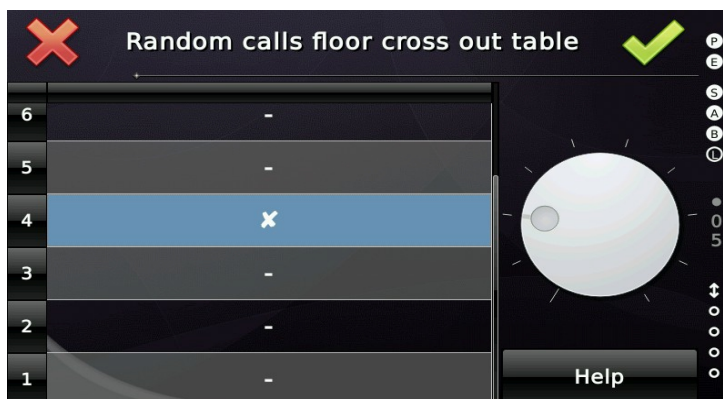 Random calls floor cross out table
6 -
5 -
4 ✘
3 -
2 -
1 -
Help
P
E
S
A
B
L
0
5